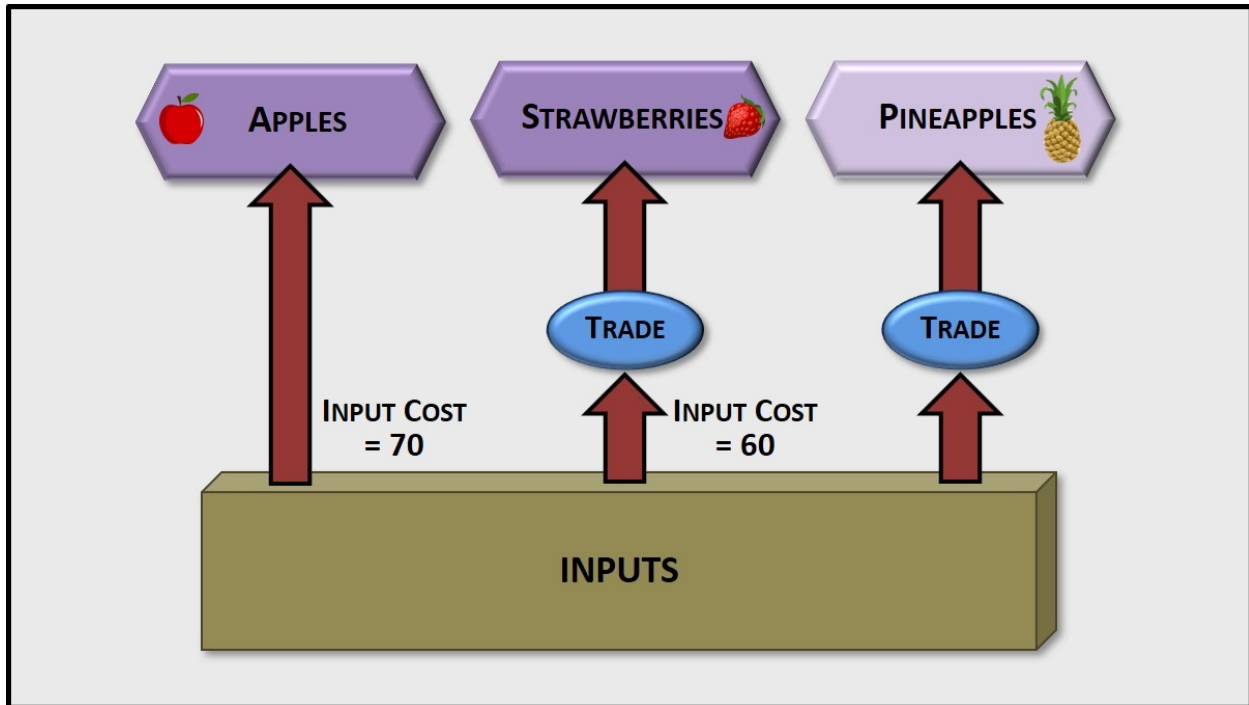 APPLES
STRAWBERRIES
PINEAPPLES
TRADE
TRADE
INPUT COST
= 70
INPUT COST
= 60
INPUTS